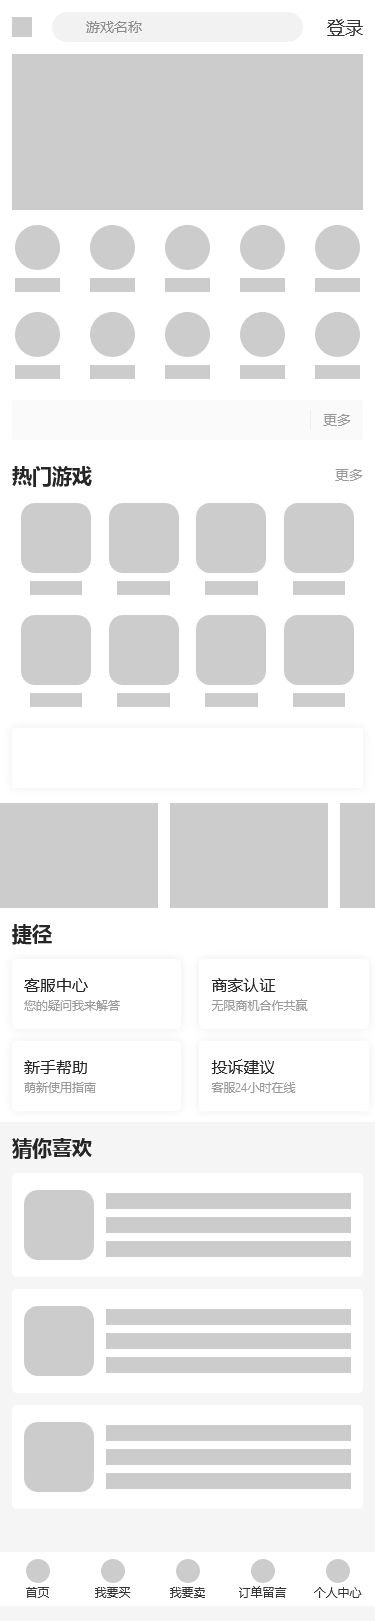 游戏名称
登录
更多
热门游戏
更多
捷径
客服中心
您的疑问我来解答
商家认证
无限商机合作共赢
新手帮助
萌新使用指南
投诉建议
客服24小时在线
猜你喜欢
首页
我要买
我要卖
订单留言
个人中心